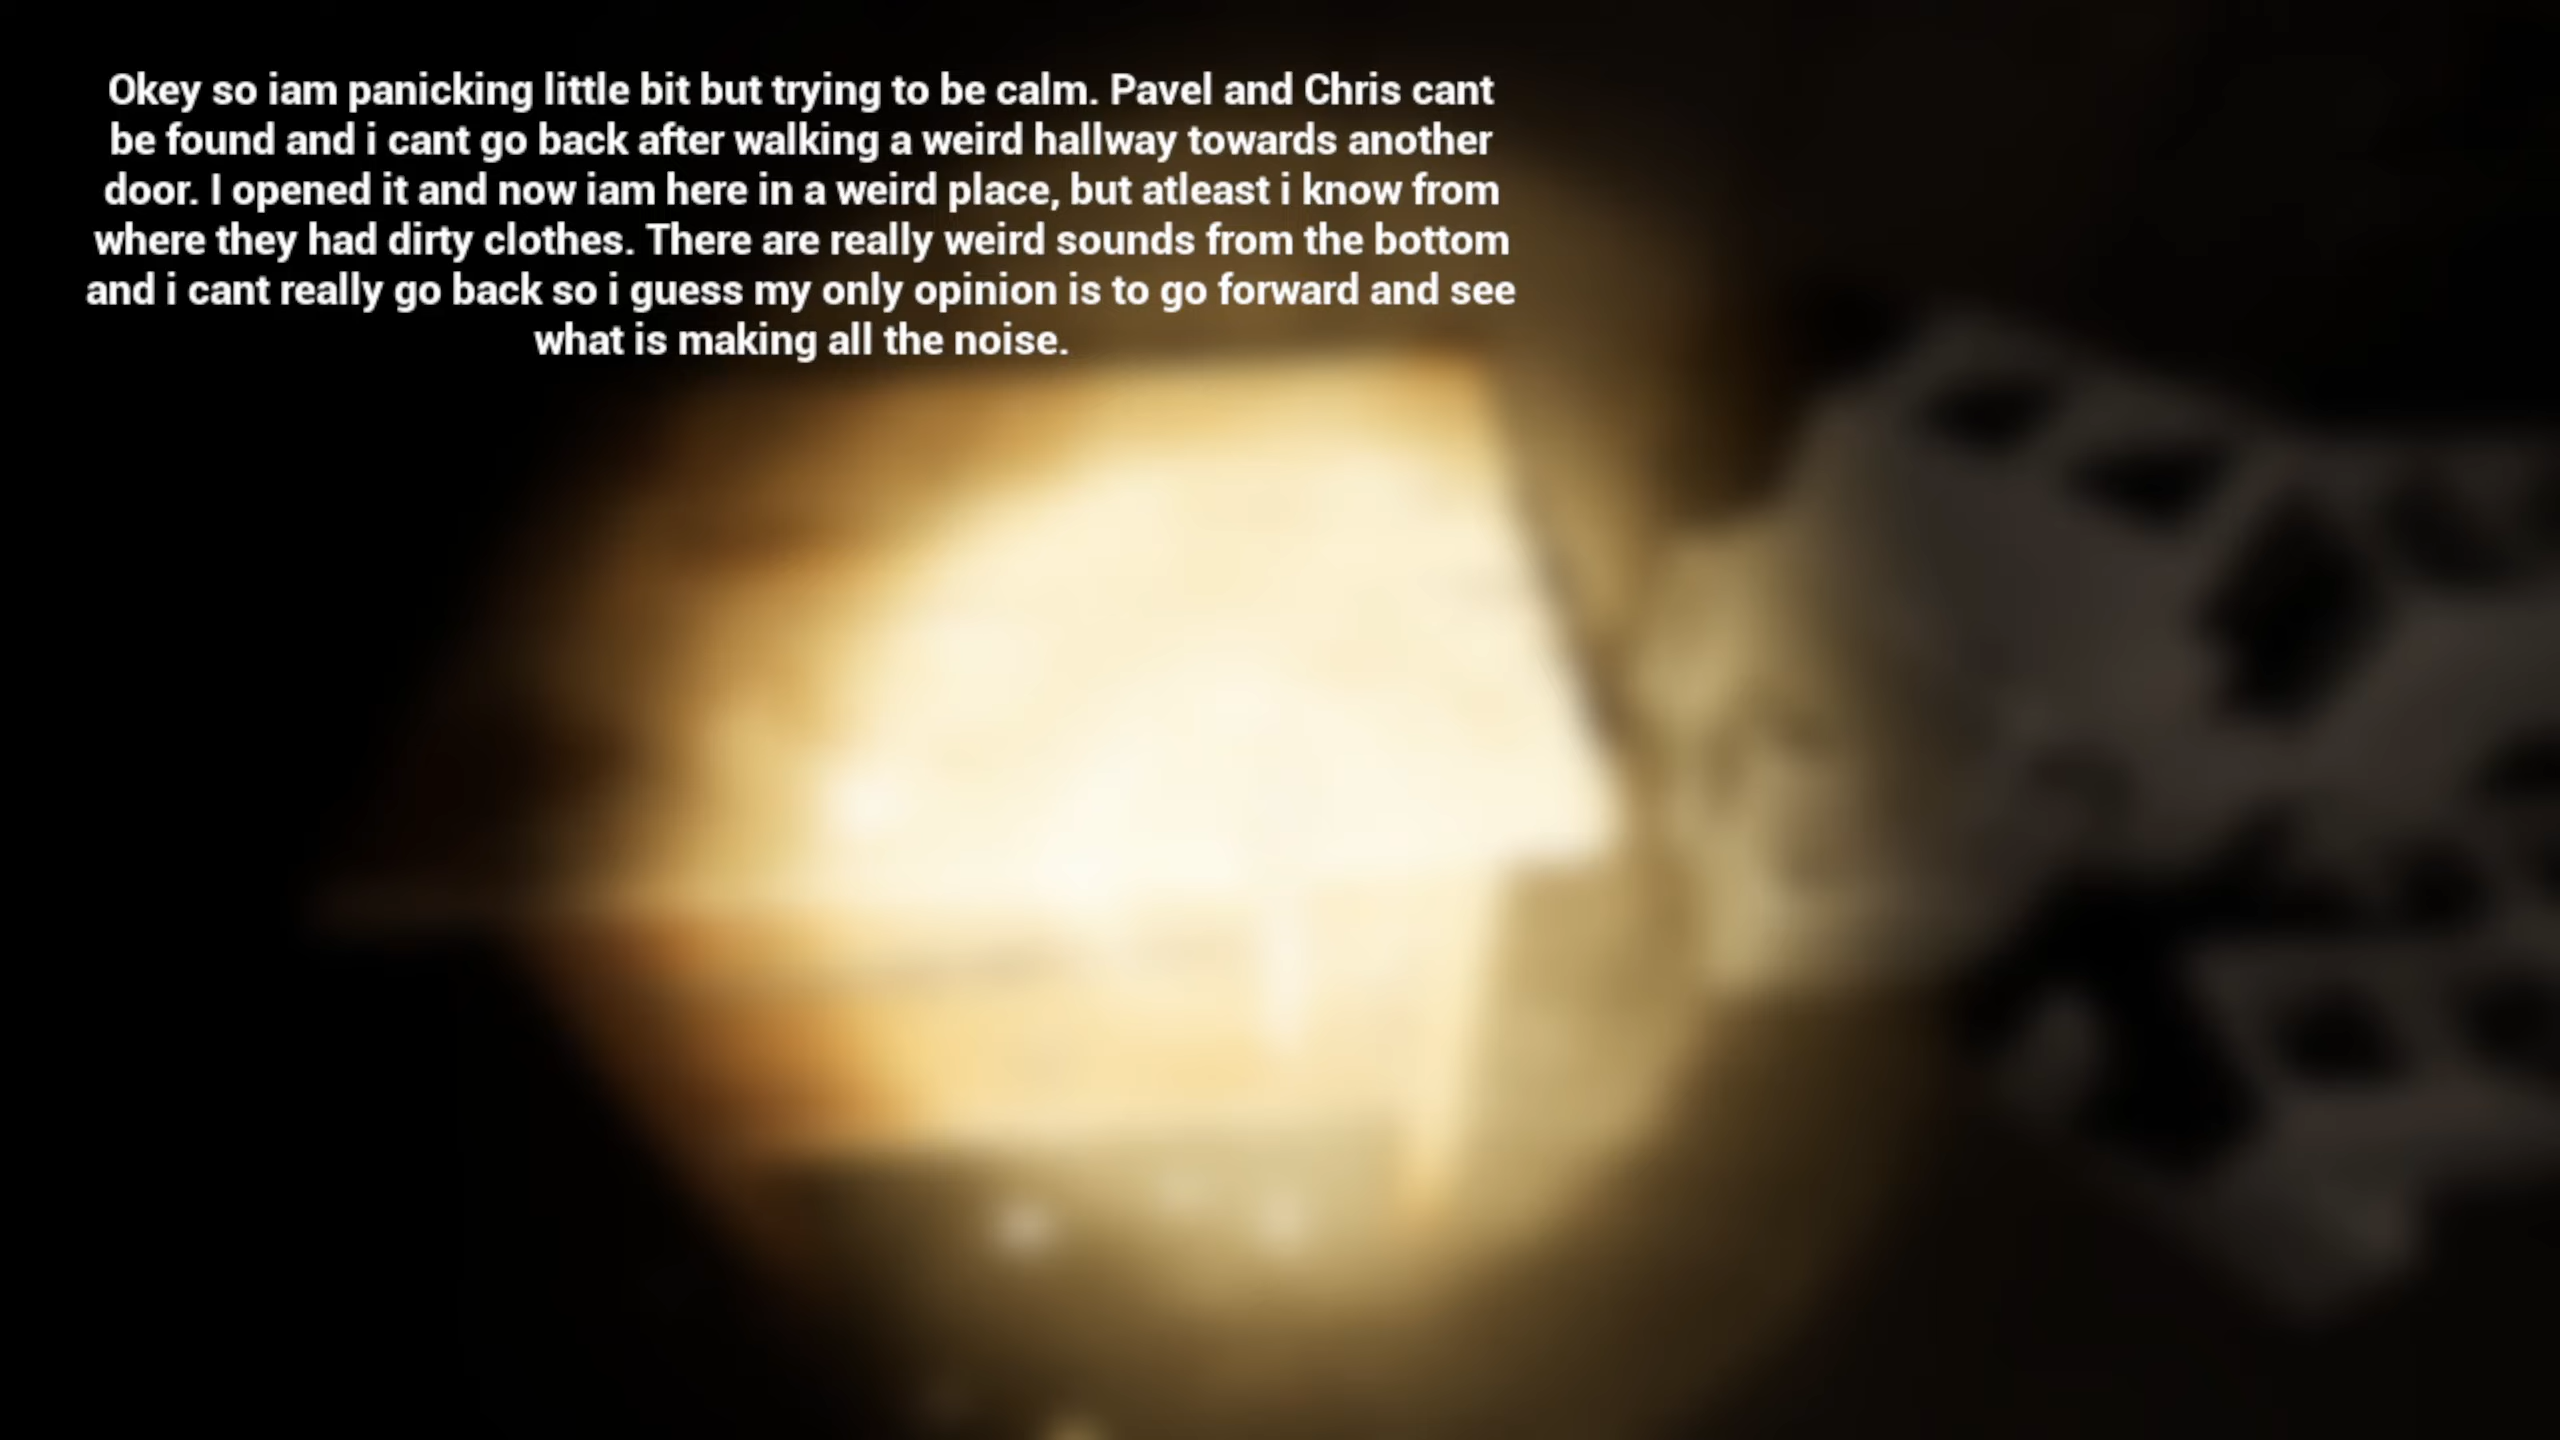 Okey so iam panicking little bit but trying to be calm. Pavel and Chris cant
be found and i cant go back after walking a weird hallway towards another
door. I opened it and now iam here in a weird place, but atleast i know from
where they had dirty clothes. There are really weird sounds from the bottom
and i cant really go back so i guess my only opinion is to go forward and see
what is making all the noise.